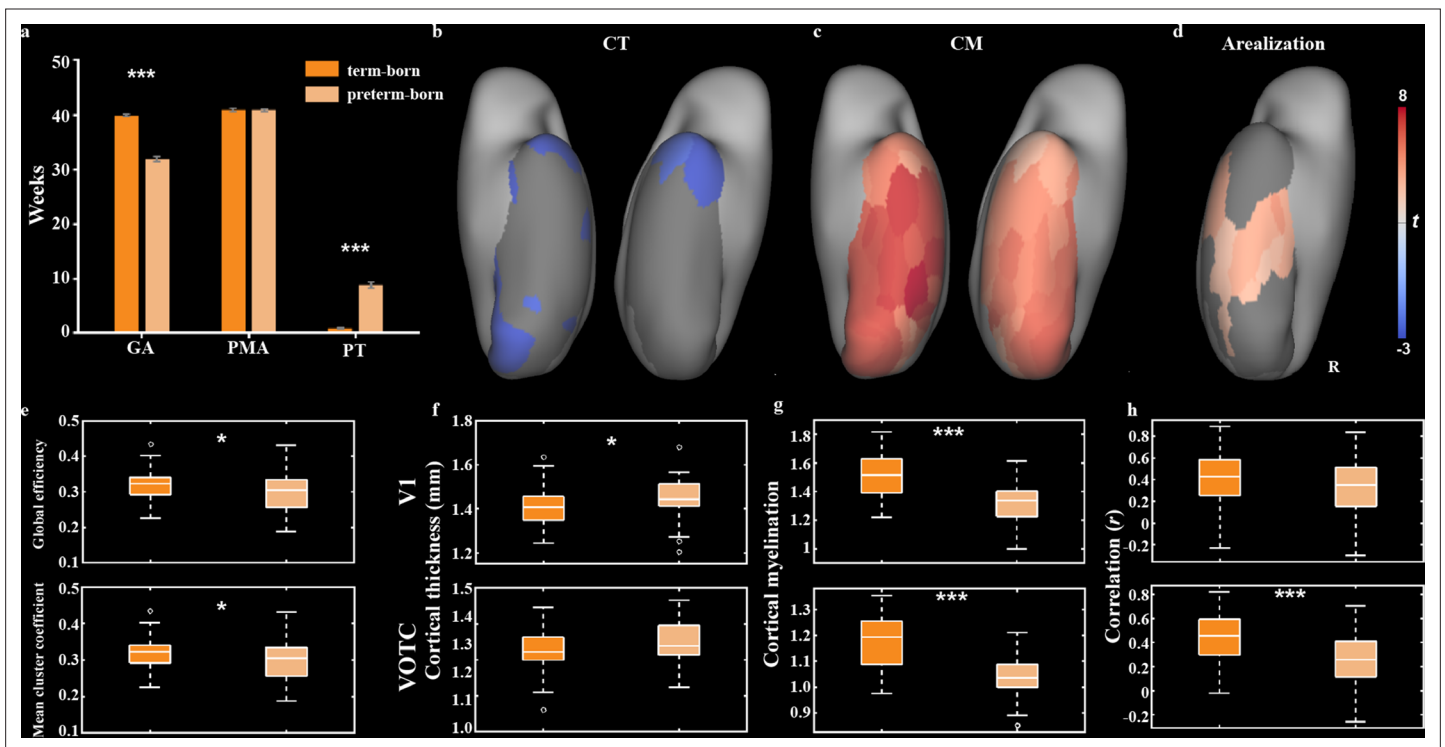 a
50
40
30
20
10
0
Weeks
***
***
GA
PMA
PT
term-born
preterm-born
b
CT
c
CM
d
Arealization
8
t
-3
R
e
Global efficiency
0.5
0.3
0.2
0.1
*
Mean cluster coefficient
0.5
0.3
0.2
0.1
*
f
V1
VOTC
Cortical thickness (mm)
1.8
1.6
1.4
1.2
*
1.5
1.3
1.3
1.2
1.1
1.0
g
Cortical myelination
1.8
1.6
1.4
1.2
1
***
1.3
1.2
1.1
1.0
0.9
***
h
Correlation (r)
0.8
0.6
0.4
0.2
0
-0.2
0.8
0.6
0.4
0.2
0
-0.2
***